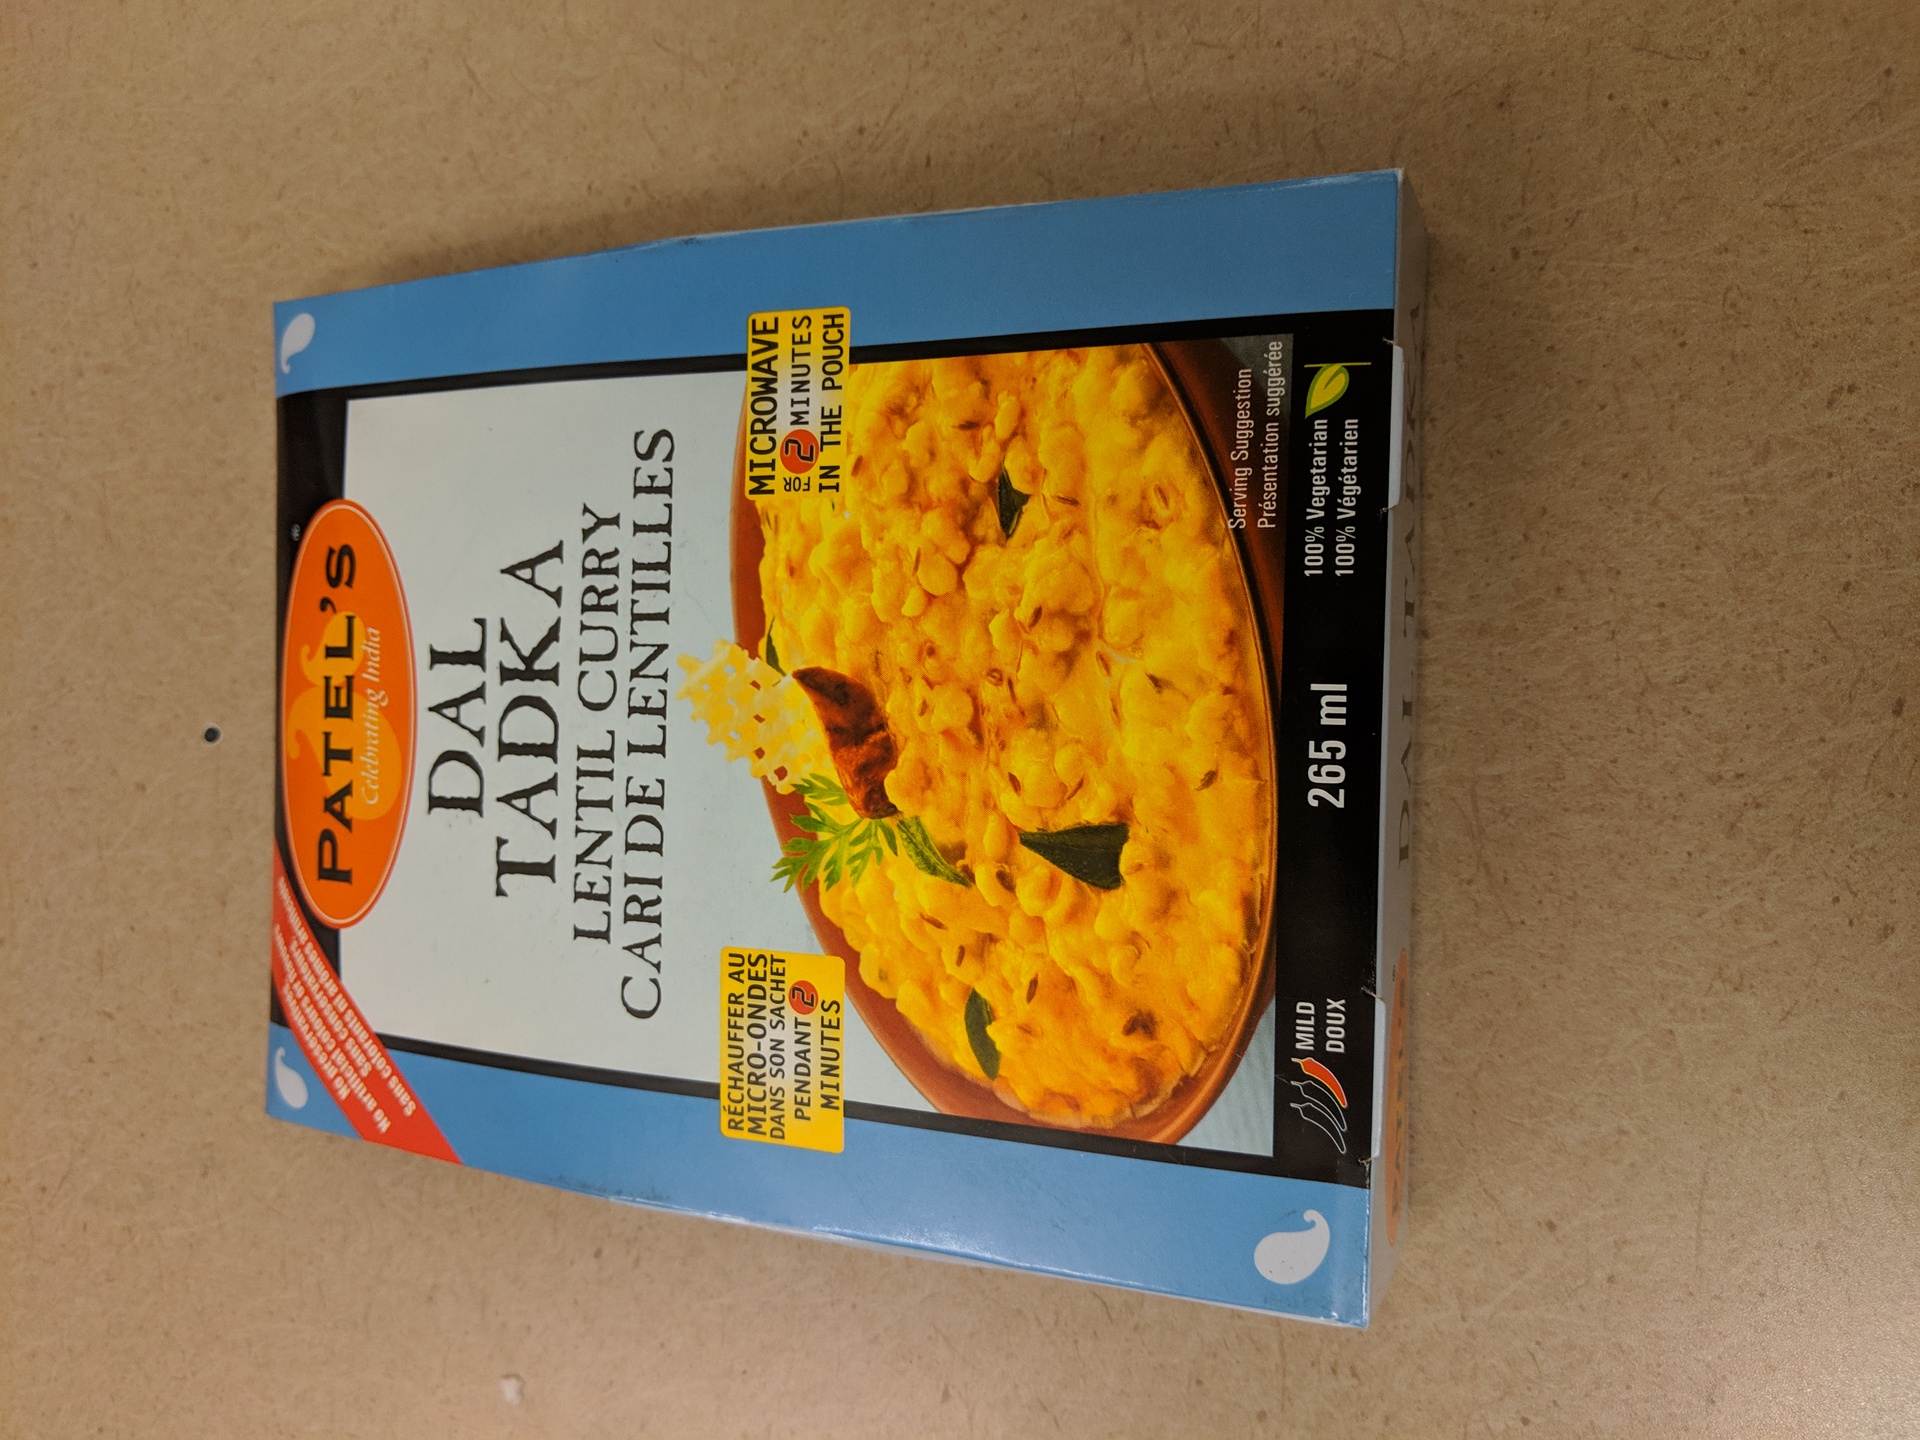 No preservatives
No artificial colours or flavours
Sans conservateurs
Sans colorants ni arômes artificiels
PATEL'S®
Celebrating India
DAL
TADKA
LENTIL CURRY
CARI DE LENTILLES
RÉCHAUFFER AU
MICRO-ONDES
DANS SON SACHET
PENDANT 2
MINUTES
MICROWAVE
FOR 2 MINUTES
IN THE POUCH
Serving Suggestion
Présentation suggérée
MILD
DOUX
265 ml
100% Vegetarian
100% Végétarien
PATEL'S®
DAL TADKA